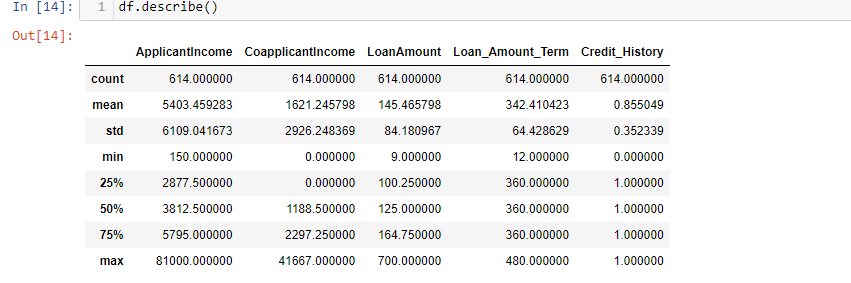 In [14]: 1 df.describe()
Out[14]:
ApplicantIncome CoapplicantIncome LoanAmount Loan_Amount_Term Credit_History
count 614.000000 614.000000 614.000000 614.000000 614.000000
mean 5403.459283 1621.245798 145.465798 342.410423 0.855049
std 6109.041673 2926.248369 84.180967 64.428629 0.352339
min 150.000000 0.000000 9.000000 12.000000 0.000000
25% 2877.500000 0.000000 100.250000 360.000000 1.000000
50% 3812.500000 1188.500000 125.000000 360.000000 1.000000
75% 5795.000000 2297.250000 164.750000 360.000000 1.000000
max 81000.000000 41667.000000 700.000000 480.000000 1.000000